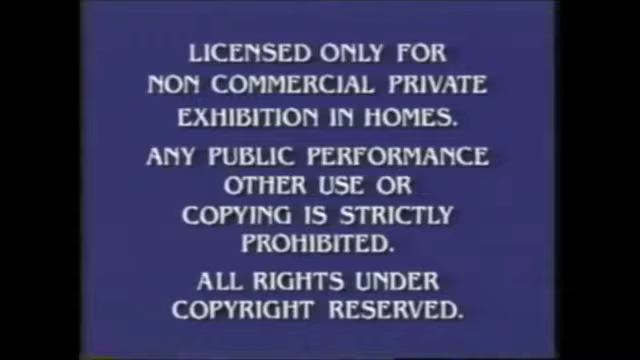 LICENSED ONLY FOR
NON COMMERCIAL PRIVATE
EXHIBITION IN HOMES.
ANY PUBLIC PERFORMANCE
OTHER USE OR
COPYING IS STRICTLY
PROHIBITED.
ALL RIGHTS UNDER
COPYRIGHT RESERVED.